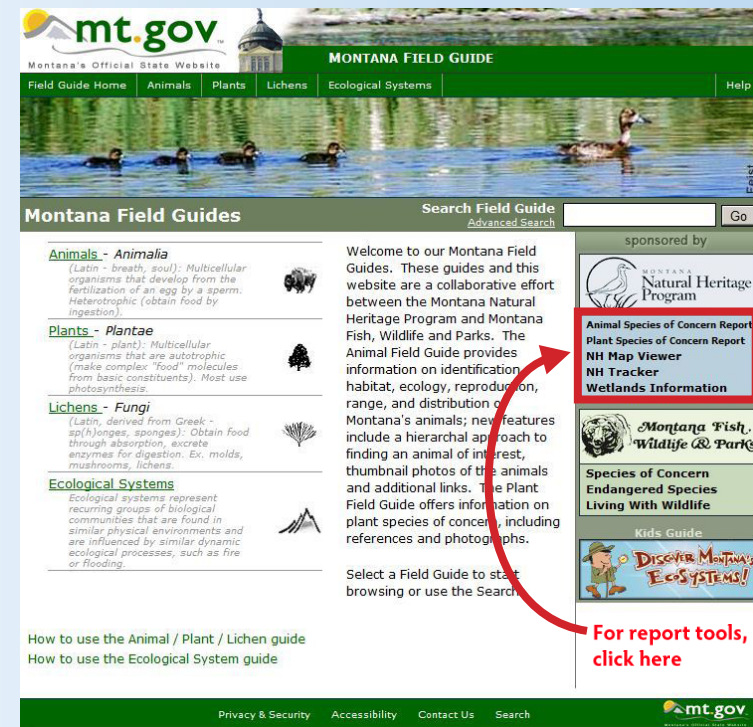 mt.gov
Montana's Official State Website
MONTANA FIELD GUIDE
Field Guide Home Animals Plants Lichens Ecological Systems Help
Feist
Montana Field Guides
Search Field Guide
Advanced Search
Go
Animals - Animalia
(Latin - breath, soul): Multicellular
organisms that develop from the
fertilization of an egg by a sperm.
Heterotrophic (obtain food by
ingestion).
Plants - Plantae
(Latin - plant): Multicellular
organisms that are autotrophic
(make complex "food" molecules
from basic constituents). Most use
photosynthesis.
Lichens - Fungi
(Latin, derived from Greek -
sp(h)onges, sponges): Obtain food
through absorption, excrete
enzymes for digestion. Ex. molds,
mushrooms, lichens.
Ecological Systems
Ecological systems represent
recurring groups of biological
communities that are found in
similar physical environments and
are influenced by similar dynamic
ecological processes, such as fire
or flooding.
How to use the Animal / Plant / Lichen guide
How to use the Ecological System guide
Welcome to our Montana Field
Guides. These guides and this
website are a collaborative effort
between the Montana Natural
Heritage Program and Montana
Fish, Wildlife and Parks. The
Animal Field Guide provides
information on identification,
habitat, ecology, reproduction,
range, and distribution of
Montana's animals; new features
include a hierarchal approach to
finding an animal of interest,
thumbnail photos of the animals
and additional links. The Plant
Field Guide offers information on
plant species of concern, including
references and photographs.
Select a Field Guide to start
browsing or use the Search.
sponsored by
MONTANA
Natural Heritage
Program
Animal Species of Concern Report
Plant Species of Concern Report
NH Map Viewer
NH Tracker
Wetlands Information
Montana Fish,
Wildlife & Parks
Species of Concern
Endangered Species
Living With Wildlife
Kids Guide
DISCOVER MONTANA'S
ECOSYSTEMS!
For report tools,
click here
Privacy & Security Accessibility Contact Us Search
mt.gov
Montana's Official State Website